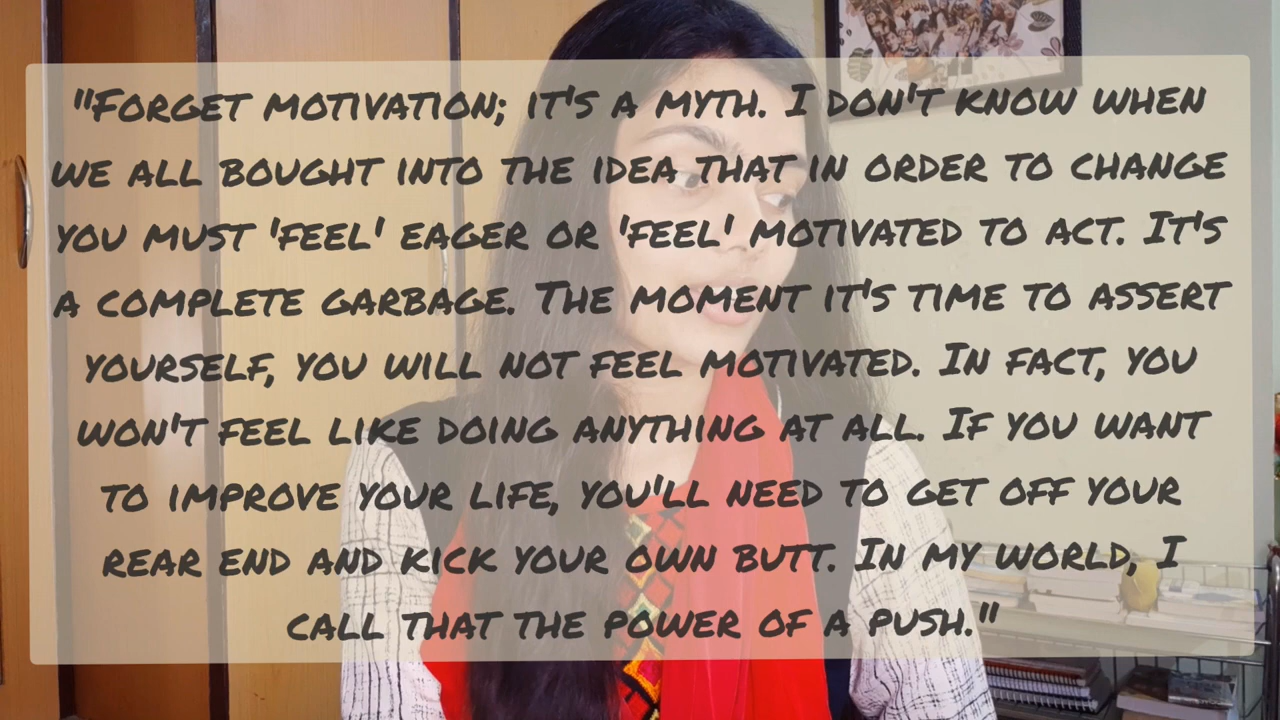 "Forget motivation; it's a myth. I don't know when
we all bought into the idea that in order to change
you must 'feel' eager or 'feel' motivated to act. It's
a complete garbage. The moment it's time to assert
yourself, you will not feel motivated. In fact, you
won't feel like doing anything at all. If you want
to improve your life, you'll need to get off your
rear end and kick your own butt. In my world, I
call that the power of a push."